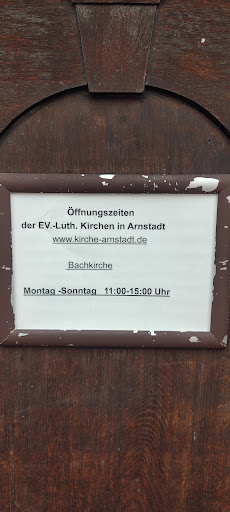 Öffnungszeiten
der EV.-Luth. Kirchen in Arnstadt
www.kirche-arnstadt.de
Bachkirche
Montag -Sonntag 11:00-15:00 Uhr